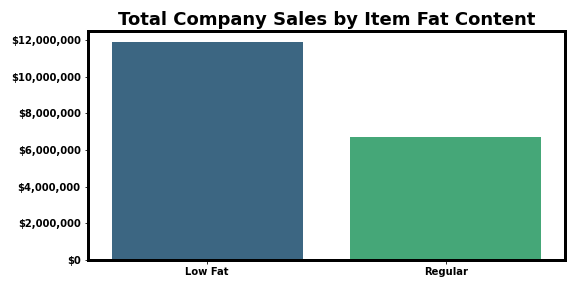 Total Company Sales by Item Fat Content
$12,000,000
$10,000,000
$8,000,000
$6,000,000
$4,000,000
$2,000,000
$0
Low Fat
Regular